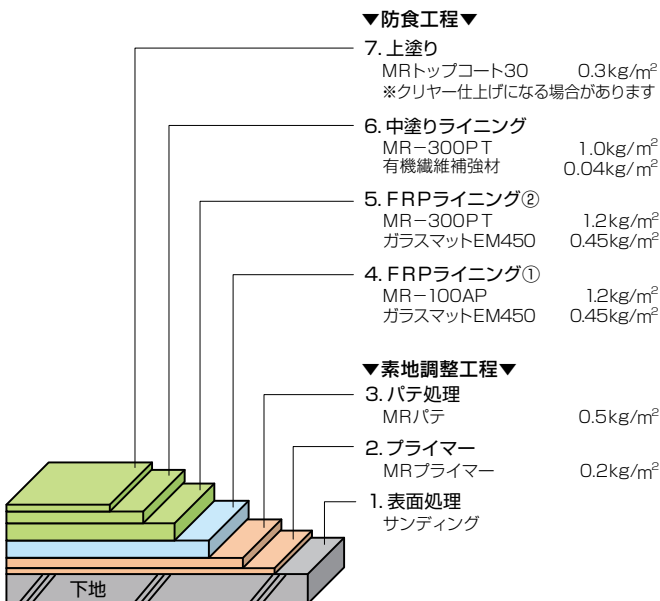 ▼防食工程▼
7. 上塗り
MRトップコート30 0.3kg/m²
※クリヤー仕上げになる場合があります
6. 中塗りライニング
MR−300PT 1.0kg/m²
有機繊維補強材 0.04kg/m²
5. FRPライニング②
MR−300PT 1.2kg/m²
ガラスマットEM450 0.45kg/m²
4. FRPライニング①
MR−100AP 1.2kg/m²
ガラスマットEM450 0.45kg/m²
▼素地調整工程▼
3. パテ処理
MRパテ 0.5kg/m²
2. プライマー
MRプライマー 0.2kg/m²
1. 表面処理
サンディング
下地